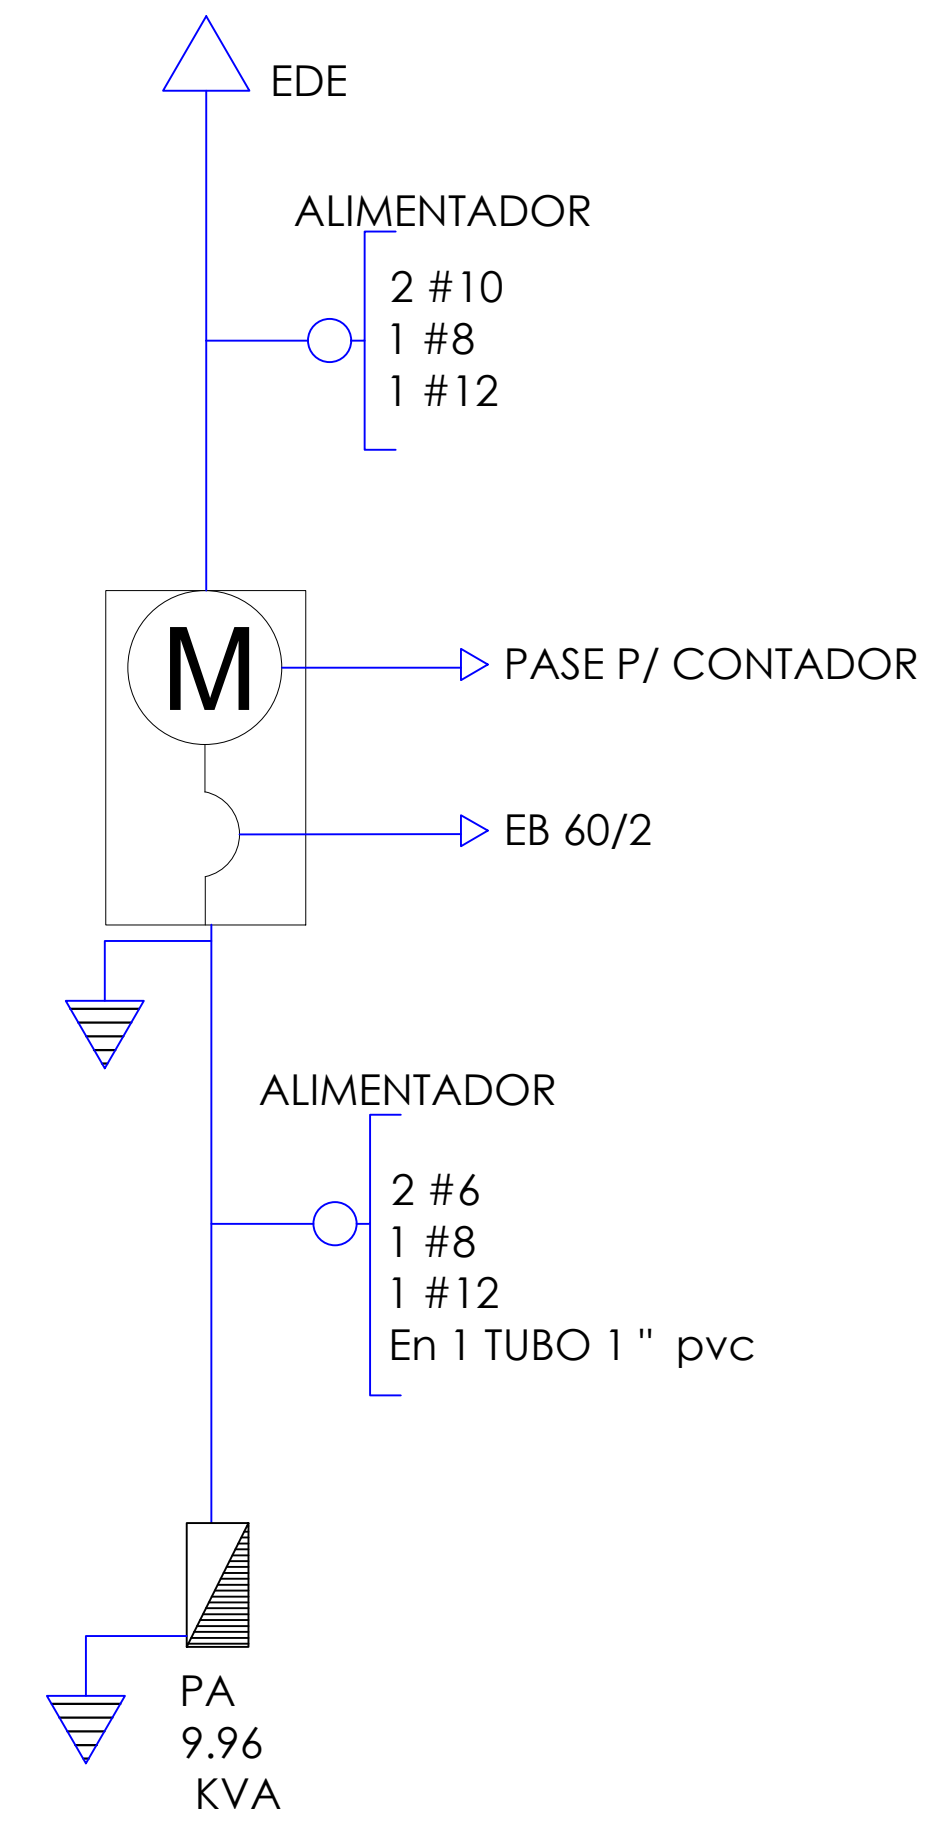 EDE
ALIMENTADOR
2 #10
1 #8
1 #12
M
PASE P/ CONTADOR
EB 60/2
ALIMENTADOR
2 #6
1 #8
1 #12
En 1 TUBO 1 " pvc
PA
9.96
KVA